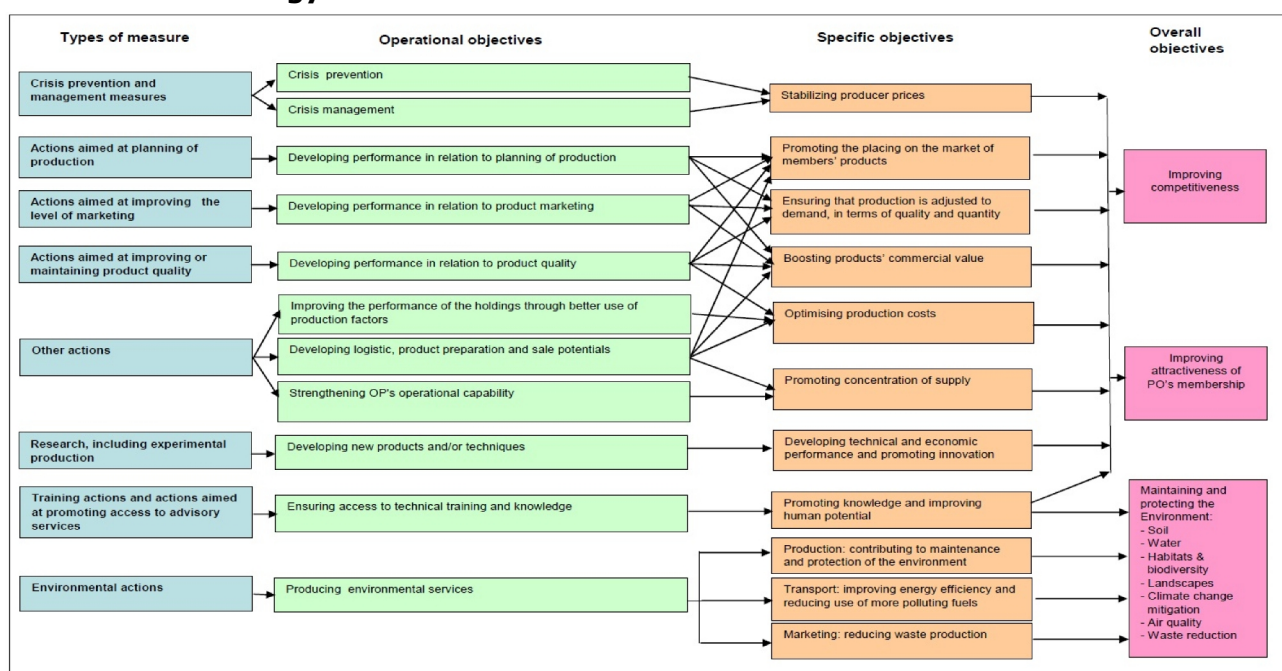 Types of measure
Operational objectives
Specific objectives
Overall
objectives
Crisis prevention and
management measures
Crisis prevention
Crisis management
Stabilizing producer prices
Actions aimed at planning of
production
Developing performance in relation to planning of production
Promoting the placing on the market of
members' products
Actions aimed at improving the
level of marketing
Developing performance in relation to product marketing
Ensuring that production is adjusted to
demand, in terms of quality and quantity
Actions aimed at improving or
maintaining product quality
Developing performance in relation to product quality
Boosting products' commercial value
Improving
competitiveness
Other actions
Improving the performance of the holdings through better use of
production factors
Developing logistic, product preparation and sale potentials
Strengthening OP's operational capability
Optimising production costs
Promoting concentration of supply
Improving
attractiveness of
PO's membership
Research, including experimental
production
Developing new products and/or techniques
Developing technical and economic
performance and promoting innovation
Training actions and actions aimed
at promoting access to advisory
services
Ensuring access to technical training and knowledge
Promoting knowledge and improving
human potential
Environmental actions
Producing environmental services
Production: contributing to maintenance
and protection of the environment
Transport: improving energy efficiency and
reducing use of more polluting fuels
Marketing: reducing waste production
Maintaining and
protecting the
Environment:
- Soil
- Water
- Habitats &
biodiversity
- Landscapes
- Climate change
mitigation
- Air quality
- Waste reduction